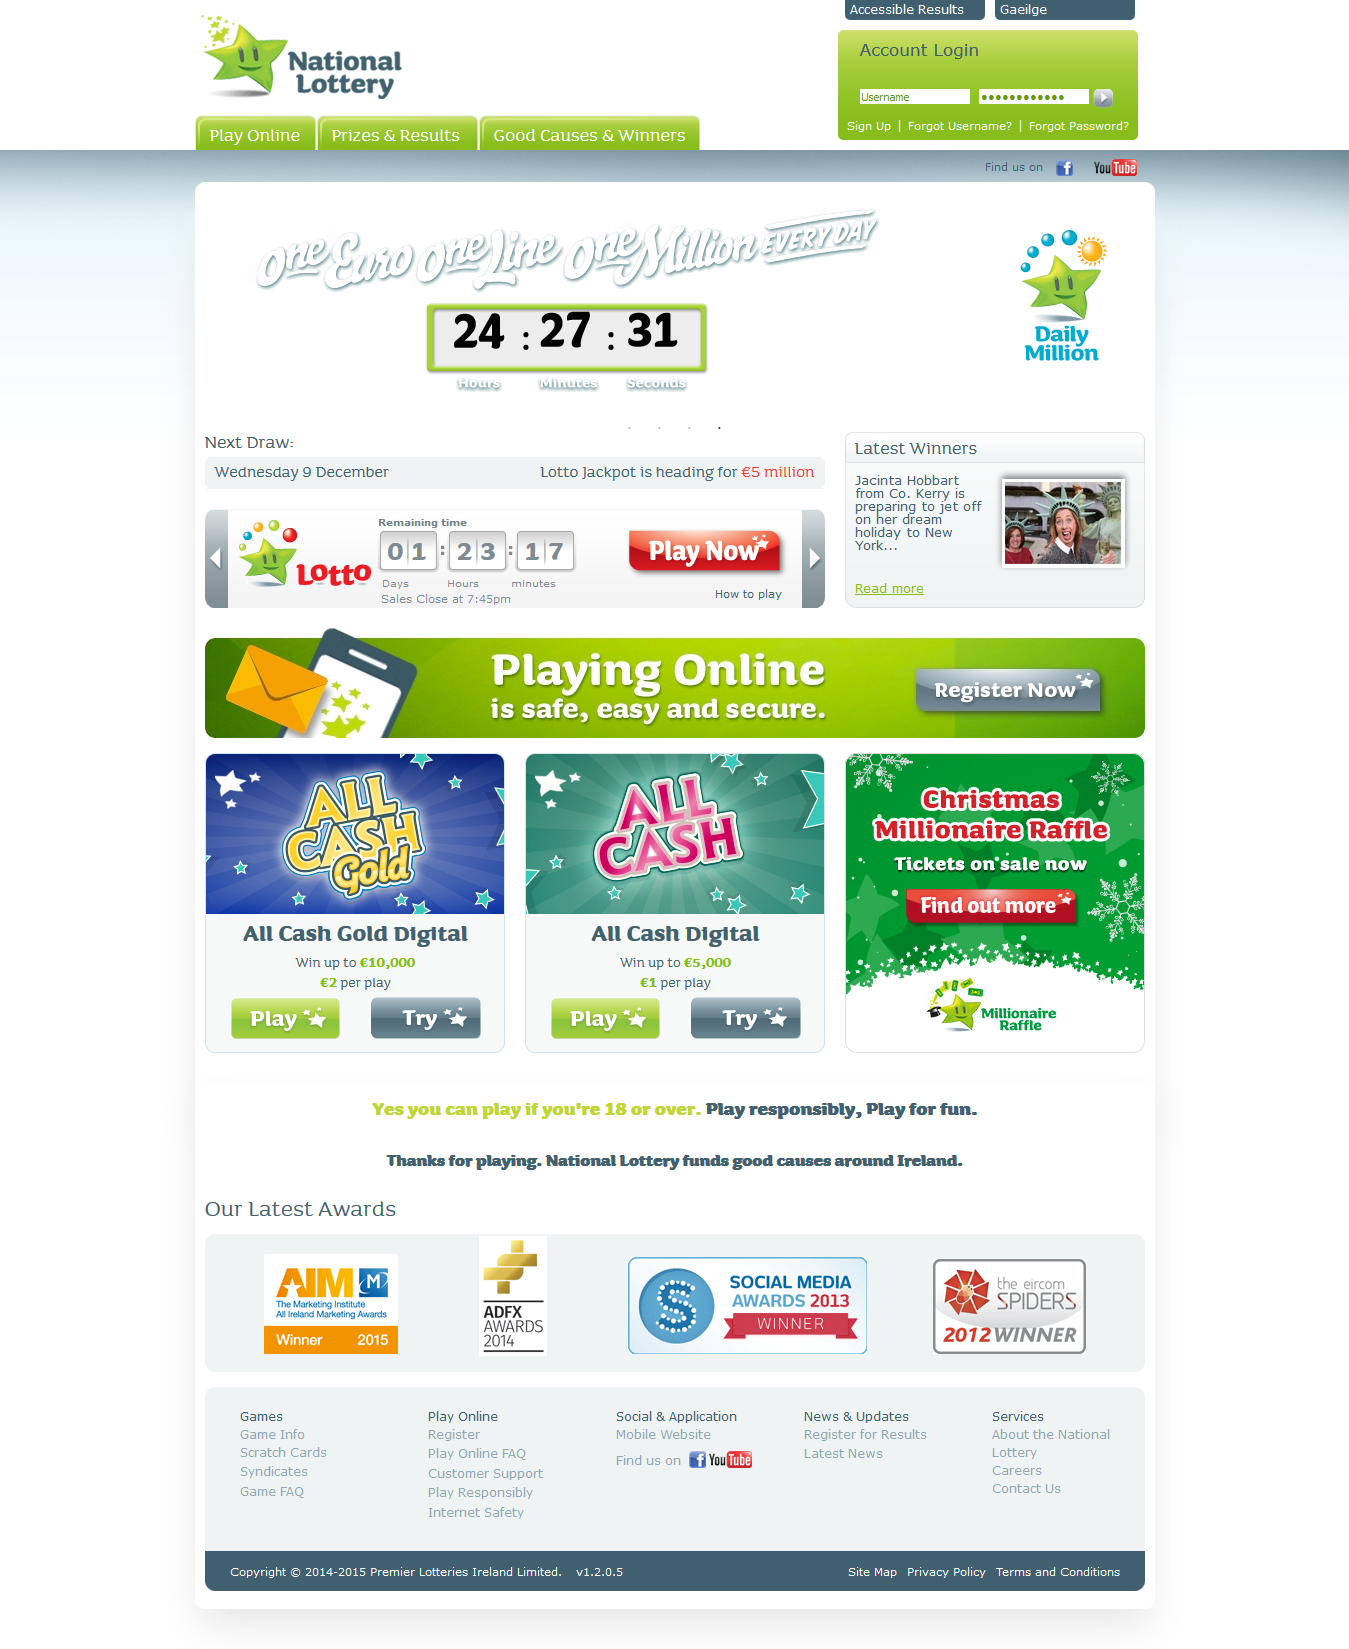 Accessible Results
Gaeilge
National
Lottery
Account Login
Username
Sign Up | Forgot Username? | Forgot Password?
Play Online
Prizes & Results
Good Causes & Winners
Find us on
f
YouTube
One Euro One Line One Million EVERY DAY
24 : 27 : 31
Hours
Minutes
Seconds
Daily
Million
Next Draw:
Wednesday 9 December
Lotto Jackpot is heading for €5 million
Latest Winners
Jacinta Hobbart
from Co. Kerry is
preparing to jet off
on her dream
holiday to New
York...
Read more
Lotto
Remaining time
01 : 23 : 17
Days
Hours
minutes
Sales Close at 7:45pm
Play Now
How to play
Playing Online
is safe, easy and secure.
Register Now
ALL
CASH
Gold
All Cash Gold Digital
Win up to €10,000
€2 per play
Play
Try
ALL
CASH
All Cash Digital
Win up to €5,000
€1 per play
Play
Try
Christmas
Millionaire Raffle
Tickets on sale now
Find out more
Millionaire
Raffle
Yes you can play if you're 18 or over. Play responsibly, Play for fun.
Thanks for playing. National Lottery funds good causes around Ireland.
Our Latest Awards
AIM M
The Marketing Institute
All Ireland Marketing Awards
Winner 2015
ADFX
AWARDS
2014
S
SOCIAL MEDIA
AWARDS 2013
WINNER
the eircom
SPIDERS
2012 WINNER
Games
Game Info
Scratch Cards
Syndicates
Game FAQ
Play Online
Register
Play Online FAQ
Customer Support
Play Responsibly
Internet Safety
Social & Application
Mobile Website
Find us on f YouTube
News & Updates
Register for Results
Latest News
Services
About the National
Lottery
Careers
Contact Us
Copyright © 2014-2015 Premier Lotteries Ireland Limited. v1.2.0.5
Site Map Privacy Policy Terms and Conditions